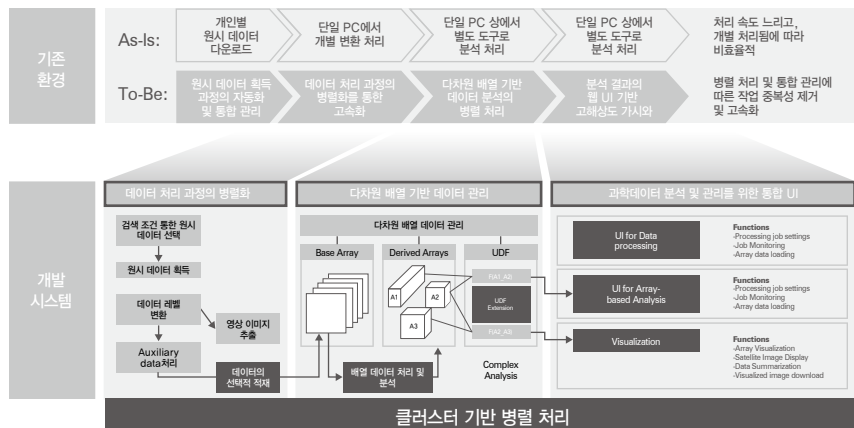 기존
환경
As-Is:
개인별
원시 데이터
다운로드
단일 PC에서
개별 변환 처리
단일 PC 상에서
별도 도구로
분석 처리
단일 PC 상에서
별도 도구로
분석 처리
처리 속도 느리고,
개별 처리됨에 따라
비효율적
To-Be:
원시 데이터 획득
과정의 자동화
및 통합 관리
데이터 처리 과정의
병렬화를 통한
고속화
다차원 배열 기반
데이터 분석의
병렬 처리
분석 결과의
웹 UI 기반
고해상도 가시와
병렬 처리 및 통합 관리에
따른 작업 중복성 제거
및 고속화
개발
시스템
데이터 처리 과정의 병렬화
검색 조건 통한 원시
데이터 선택
원시 데이터 획득
데이터 레벨
변환
영상 이미지
추출
Auxiliary
data처리
데이터의
선택적 적재
다차원 배열 기반 데이터 관리
다차원 배열 데이터 관리
Base Array
Derived Arrays
UDF
A1
A2
A3
F(A1_A2)
UDF
Extension
F(A2_A3)
배열 데이터 처리 및
분석
Complex
Analysis
과학데이터 분석 및 관리를 위한 통합 UI
UI for Data
processing
Functions
-Processing job settings
-Job Monitoring
-Array data loading
UI for Array-
based Analysis
Functions
-Processing job settings
-Job Monitoring
-Array data loading
Visualization
Functions
-Array Visualization
-Satellite Image Display
-Data Summarization
-Visualized image download
클러스터 기반 병렬 처리